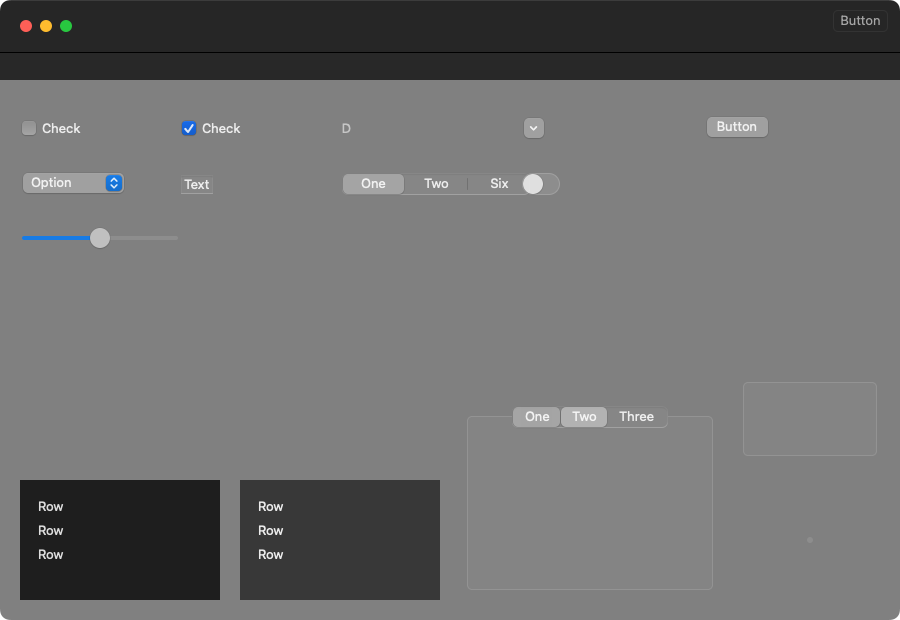 Button
Check
Check
D
Button
Option
Text
One
Two
Six
One
Two
Three
Row
Row
Row
Row
Row
Row